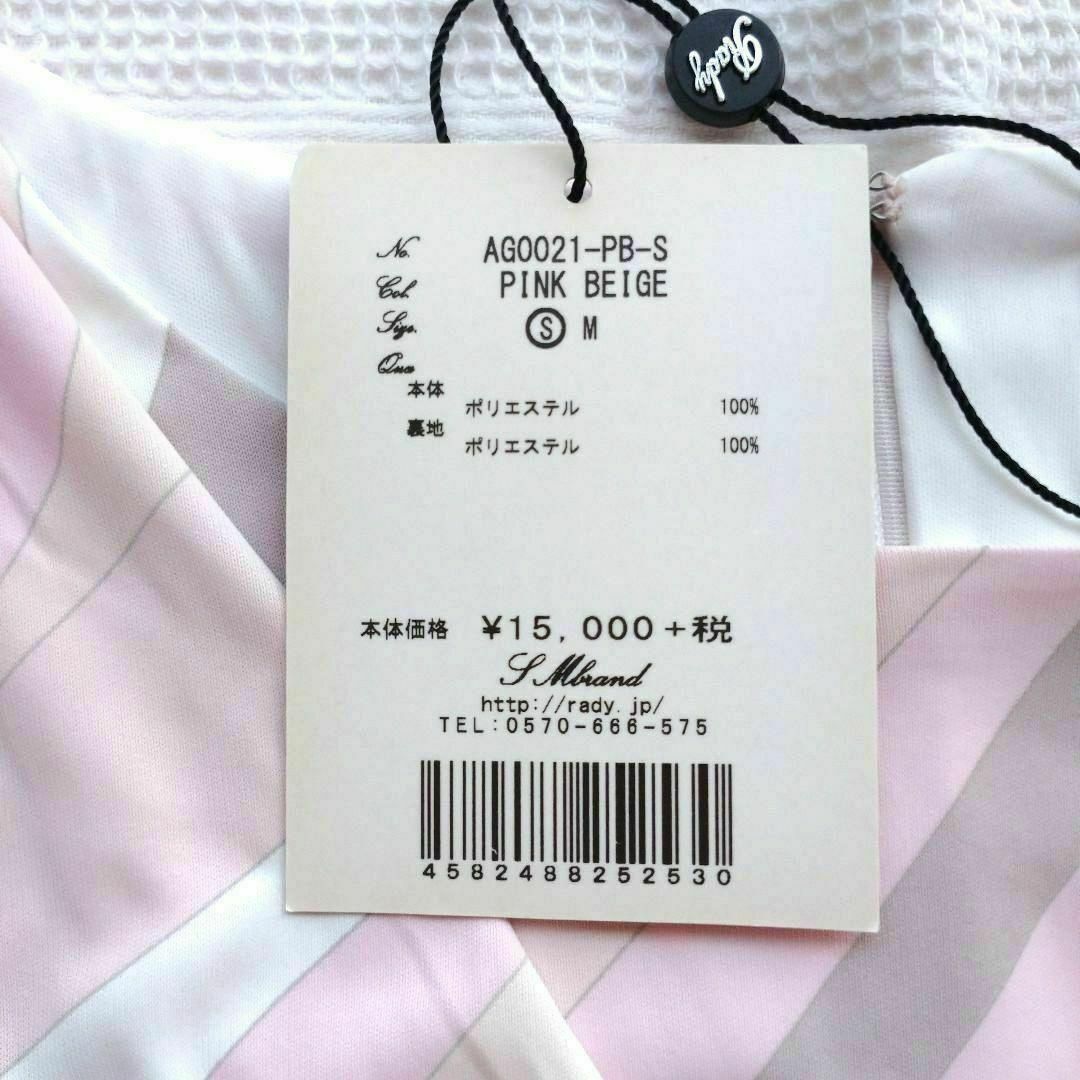 Rady
No. AG0021-PB-S
Col. PINK BEIGE
Size. S M
Qua
本体
ポリエステル 100%
裏地
ポリエステル 100%
本体価格 ¥15,000+税
S Mbrand
http://rady.jp/
TEL:0570-666-575
4582488252530